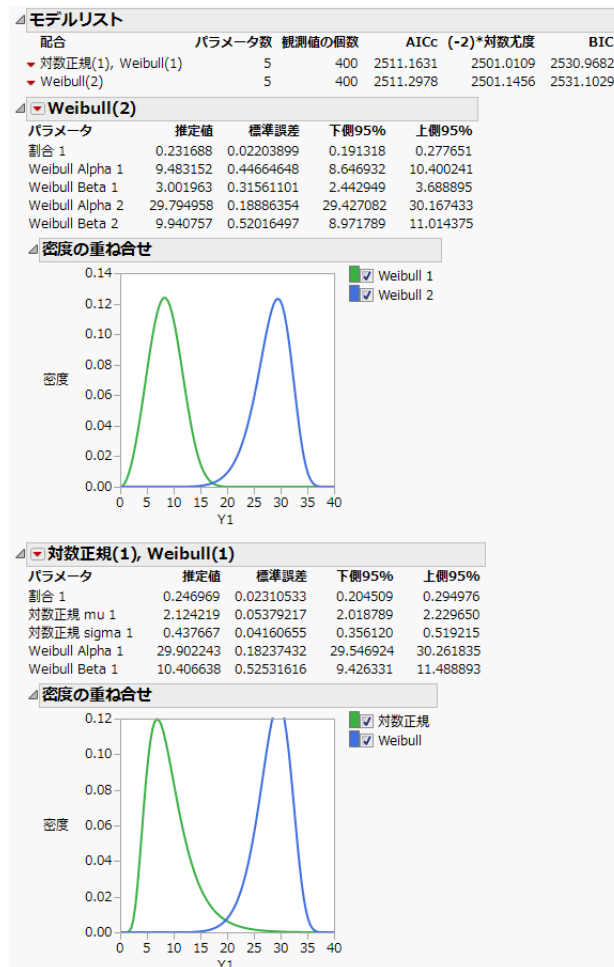 モデルリスト
配合 パラメータ数 観測値の個数 AICc (-2)*対数尤度 BIC
対数正規(1), Weibull(1) 5 400 2511.1631 2501.0109 2530.9682
Weibull(2) 5 400 2511.2978 2501.1456 2531.1029
Weibull(2)
パラメータ 推定値 標準誤差 下側95% 上側95%
割合 1 0.231688 0.02203899 0.191318 0.277651
Weibull Alpha 1 9.483152 0.44664648 8.646932 10.400241
Weibull Beta 1 3.001963 0.31561101 2.442949 3.688895
Weibull Alpha 2 29.794958 0.18886354 29.427082 30.167433
Weibull Beta 2 9.940757 0.52016497 8.971789 11.014375
密度の重ね合せ
0.14
0.12
0.10
0.08
0.06
0.04
0.02
0.00
密度
0 5 10 15 20 25 30 35 40
Y1
Weibull 1
Weibull 2
対数正規(1), Weibull(1)
パラメータ 推定値 標準誤差 下側95% 上側95%
割合 1 0.246969 0.02310533 0.204509 0.294976
対数正規 mu 1 2.124219 0.05379217 2.018789 2.229650
対数正規 sigma 1 0.437667 0.04160655 0.356120 0.519215
Weibull Alpha 1 29.902243 0.18237432 29.546924 30.261835
Weibull Beta 1 10.406638 0.52531616 9.426331 11.488893
密度の重ね合せ
0.12
0.10
0.08
0.06
0.04
0.02
0.00
密度
0 5 10 15 20 25 30 35 40
Y1
対数正規
Weibull